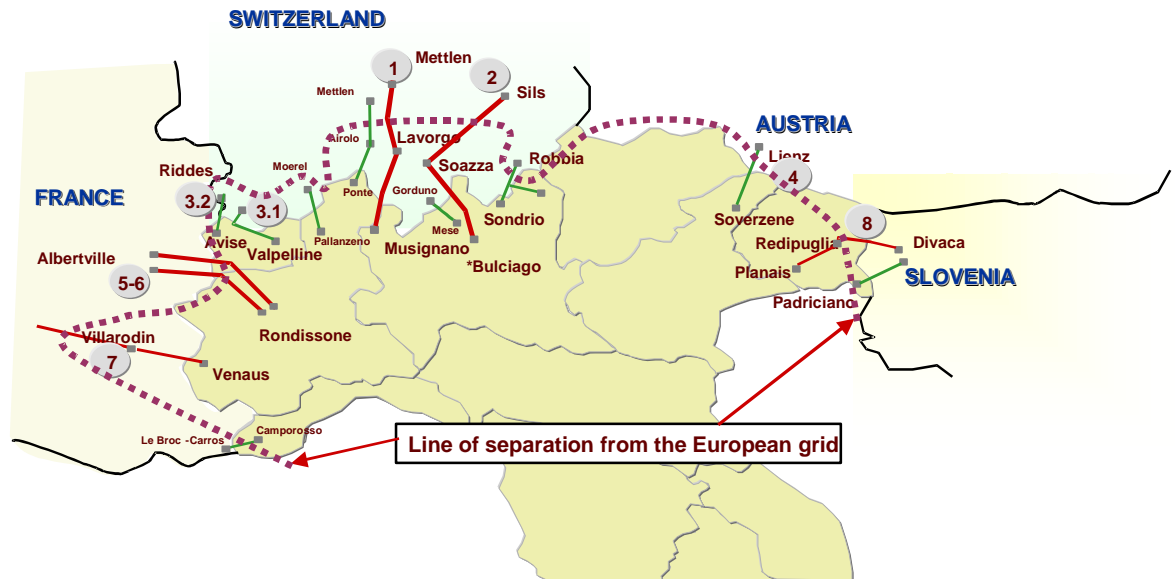 SWITZERLAND
1
Mettlen
2
Sils
Mettlen
AUSTRIA
Airolo
Lavorgo
Lienz
Riddes
Moerel
Soazza
Robbia
4
FRANCE
3.2
3.1
Ponte
Gorduno
Sondrio
Soverzene
8
Avise
Valpelline
Pallanzeno
Musignano
Mese
Redipuglia
Divaca
Albertville
*Bulciago
Planais
SLOVENIA
5-6
Padriciano
Rondissone
Villarodin
7
Venaus
Le Broc -Carros
Camporosso
Line of separation from the European grid